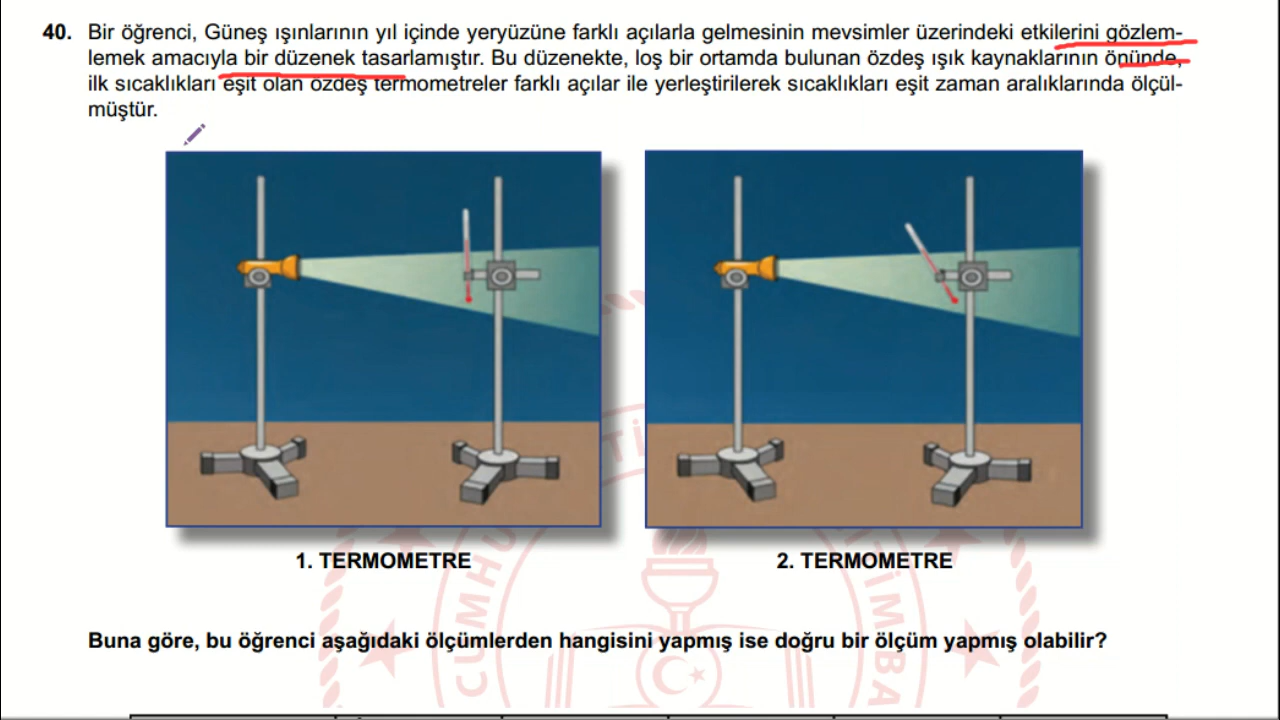 40. Bir öğrenci, Güneş ışınlarının yıl içinde yeryüzüne farklı açılarla gelmesinin mevsimler üzerindeki etkilerini gözlem-
lemek amacıyla bir düzenek tasarlamıştır. Bu düzenekte, loş bir ortamda bulunan özdeş ışık kaynaklarının önünde,
ilk sıcaklıkları eşit olan özdeş termometreler farklı açılar ile yerleştirilerek sıcaklıkları eşit zaman aralıklarında ölçül-
müştür.
1. TERMOMETRE
2. TERMOMETRE
Buna göre, bu öğrenci aşağıdaki ölçümlerden hangisini yapmış ise doğru bir ölçüm yapmış olabilir?